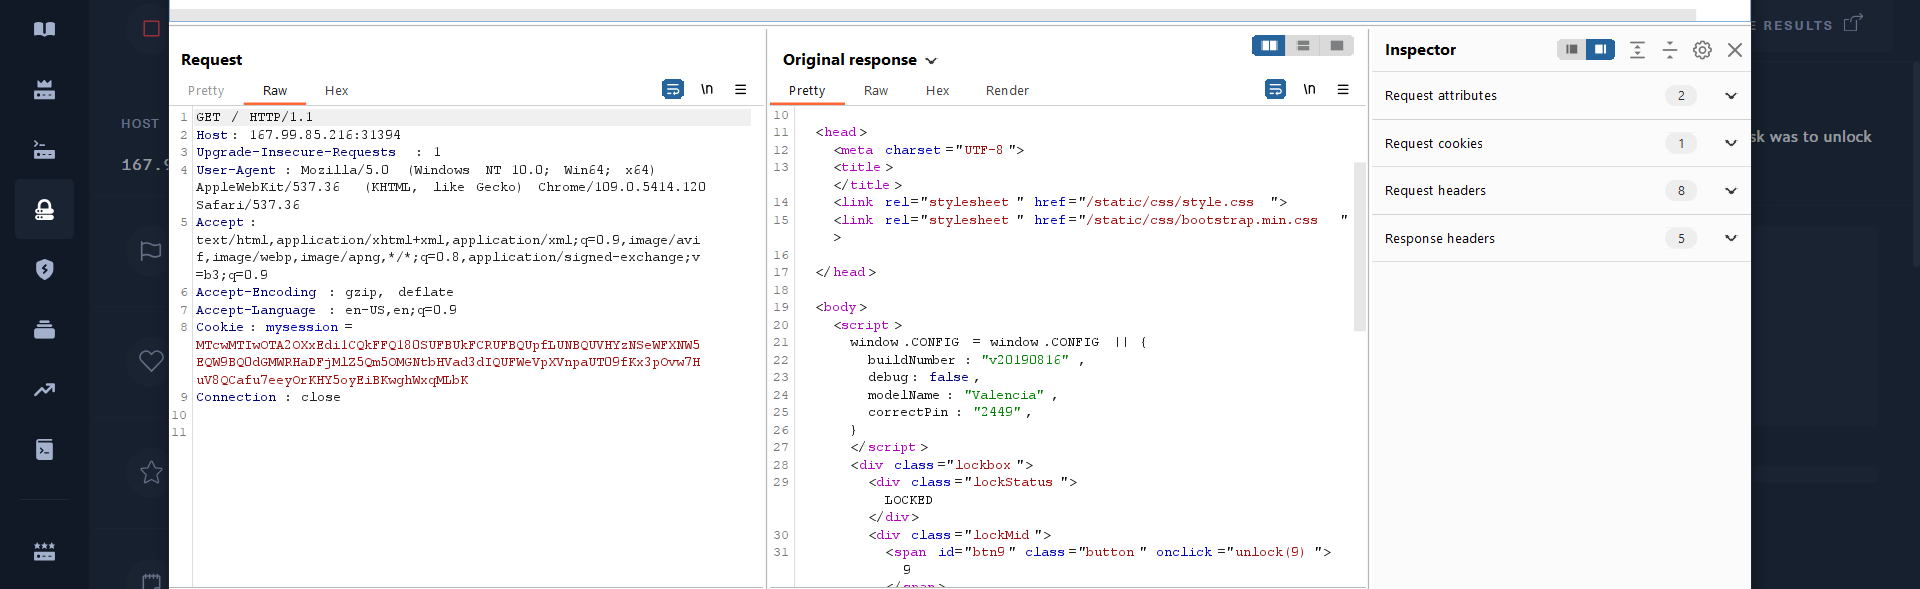 E RESULTS
HOST
167.9
sk was to unlock
Request
Pretty Raw Hex
\n
1 GET / HTTP/1.1
2 Host: 167.99.85.216:31394
3 Upgrade-Insecure-Requests : 1
4 User-Agent : Mozilla/5.0 (Windows NT 10.0; Win64; x64)
AppleWebKit/537.36 (KHTML, like Gecko) Chrome/109.0.5414.120
Safari/537.36
5 Accept :
text/html,application/xhtml+xml,application/xml;q=0.9,image/avi
f,image/webp,image/apng,*/*;q=0.8,application/signed-exchange;v
=b3;q=0.9
6 Accept-Encoding : gzip, deflate
7 Accept-Language : en-US,en;q=0.9
8 Cookie : mysession =
9 Connection : close
10
11
Original response
Pretty Raw Hex Render
\n
10
11 <head>
12 <meta charset="UTF-8">
13 <title>
</title>
14 <link rel="stylesheet" href="/static/css/style.css">
15 <link rel="stylesheet" href="/static/css/bootstrap.min.css"
>
16
17 </head>
18
19 <body>
20 <script>
21 window.CONFIG = window.CONFIG || {
22 buildNumber : "v20190816" ,
23 debug: false,
24 modelName : "Valencia" ,
25 correctPin : "2449" ,
26 }
27 </script>
28 <div class="lockbox">
29 <div class="lockStatus">
LOCKED
</div>
30 <div class="lockMid">
31 <span id="btn9" class="button" onclick="unlock(9)">
9
</span>
Inspector
Request attributes 2
Request cookies 1
Request headers 8
Response headers 5